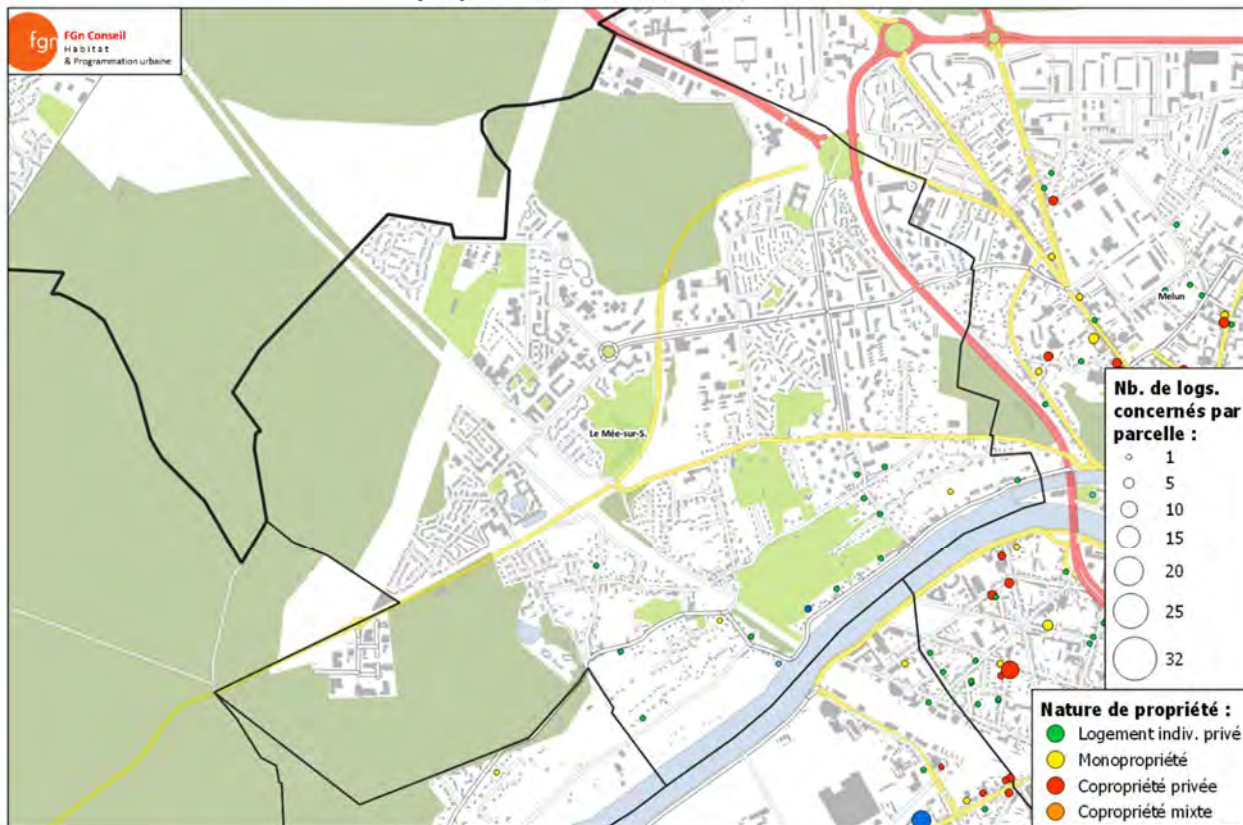 fgn
FGn Conseil
Habitat
& Programmation urbaine
Melun
Le Mée-sur-S.
Nb. de logs.
concernés par
parcelle :
1
5
10
15
20
25
32
Nature de propriété :
Logement indiv. privé
Monopropriété
Copropriété privée
Copropriété mixte